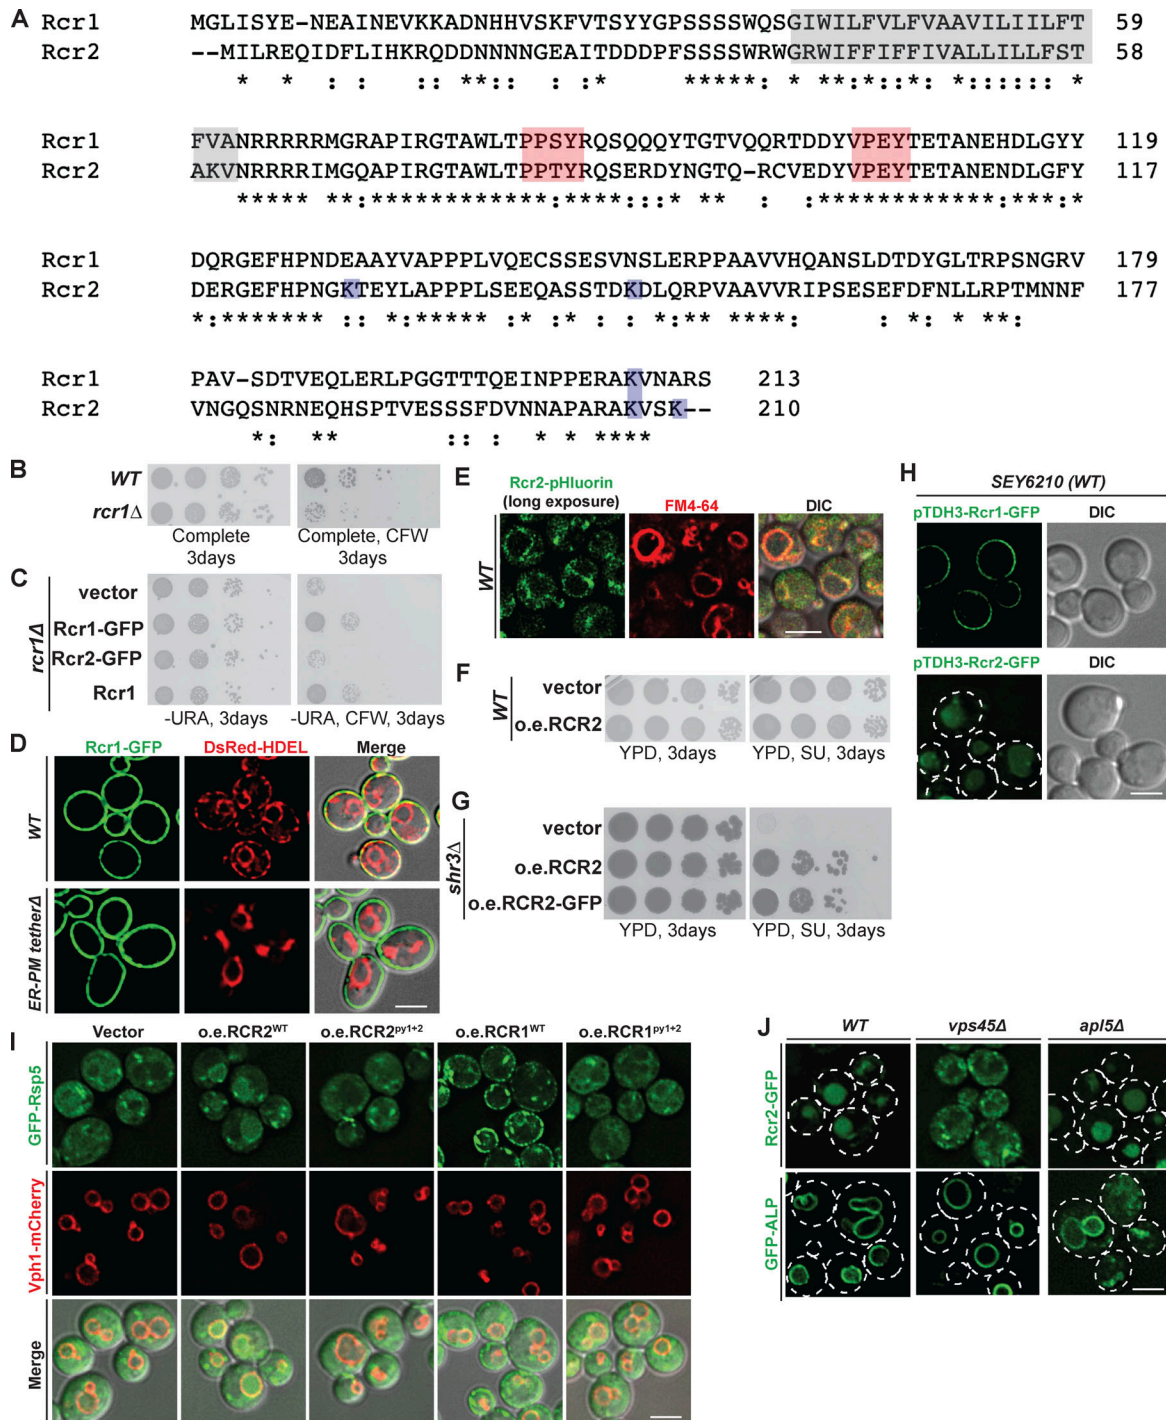 A
Rcr1 MGLISYE-NEAINEVKKADNHHVSKFVTSYYGPSSSSWQSGIWILFVLFVAAVILIILFT 59
Rcr2 --MILREQIDFLIHKRQDDNNNNGEAITDDDPFSSSSWRWGRWIFFIFFIVALLILLFST 58
Rcr1 FVANRRRRRMGRAPIRGTAWLTPPSYRQSQQQYTGTVQQRTDDYVPEYTETANEHDLGYY 119
Rcr2 AKVNRRRRIMGQAPIRGTAWLTPPTYRQSERDYNGTQ-RCVEDYVPEYTETANENDLGFY 117
Rcr1 DQRGEFHPNDEAAYVAPPPLVQECSSESVNSLERPPAAVVHQANSLDTDYGLTRPSNGRV 179
Rcr2 DERGEFHPNGKTEYLAPPPLSEEQASSTDKDLQRPVAAVVRIPSESEFDFNLLRPTMNNF 177
Rcr1 PAV-SDTVEQLERLPGGTTTQEINPPERAKVNARS 213
Rcr2 VNGQSNRNEQHSPTVESSSFDVNNAPARAKVSK-- 210
B
WT
rcr1Δ
Complete
3days
Complete, CFW
3days
C
rcr1Δ
vector
Rcr1-GFP
Rcr2-GFP
Rcr1
-URA, 3days
-URA, CFW, 3days
D
Rcr1-GFP
DsRed-HDEL
Merge
WT
ER-PM tetherΔ
E
Rcr2-pHluorin
(long exposure)
FM4-64
DIC
WT
F
WT
vector
o.e.RCR2
YPD, 3days
YPD, SU, 3days
G
shr3Δ
vector
o.e.RCR2
o.e.RCR2-GFP
YPD, 3days
YPD, SU, 3days
H
SEY6210 (WT)
pTDH3-Rcr1-GFP
DIC
pTDH3-Rcr2-GFP
DIC
I
Vector
o.e.RCR2WT
o.e.RCR2py1+2
o.e.RCR1WT
o.e.RCR1py1+2
GFP-Rsp5
Vph1-mCherry
Merge
J
WT
vps45Δ
apl5Δ
Rcr2-GFP
GFP-ALP